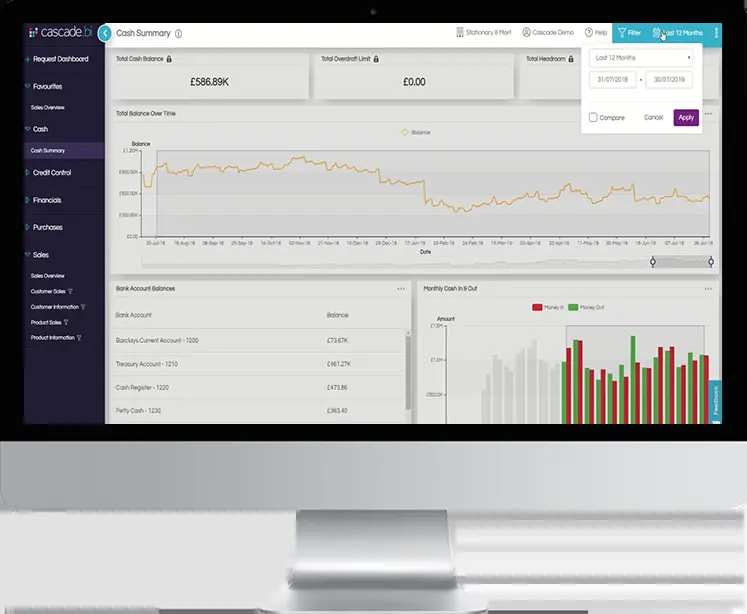 cascade.bi
Cash Summary
Stationary & Mart
Cascade Demo
Help
Filter
Last 12 Months
Request Dashboard
Favourites
Sales Overview
Cash
Cash Summary
Credit Control
Financials
Purchases
Sales
Sales Overview
Customer Sales
Customer Information
Product Sales
Product Information
Total Cash Balance
£586.89K
Total Overdraft Limit
£0.00
Total Headroom
Last 12 Months
31/07/2018 - 30/07/2019
Compare
Cancel
Apply
Total Balance Over Time
Balance
Balance
£1.20M
£900.00K
£600.00K
£300.00K
£0.00
30-Jul-18 18-Aug-18 06-Sep-18 25-Sep-18 14-Oct-18 02-Nov-18 21-Nov-18 10-Dec-18 29-Dec-18 17-Jan-19 05-Feb-19 24-Feb-19 15-Mar-19 03-Apr-19 22-Apr-19 11-May-19 30-May-19 18-Jun-19 07-Jul-19 26-Jul-19
Date
Bank Account Balances
Bank Account Balance
Barclays Current Account - 1200 £73.67K
Treasury Account - 1210 £461.27K
Cash Register - 1220 £473.86
Petty Cash - 1230 £363.40
Monthly Cash In & Out
Money In
Money Out
Amount
£1.5M
£1.0M
Feedback